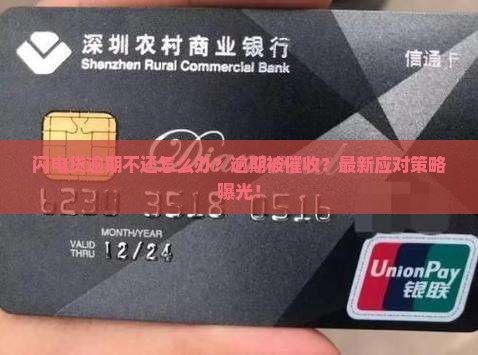 深圳农村商业银行
Shenzhen Rural Commercial Bank
信通卡
闪电贷逾期不还怎么办？逾期被催收？最新应对策略
曝光！
6230 3518 0516
MONTH/YEAR
VALID THRU 12/24
UnionPay
银联